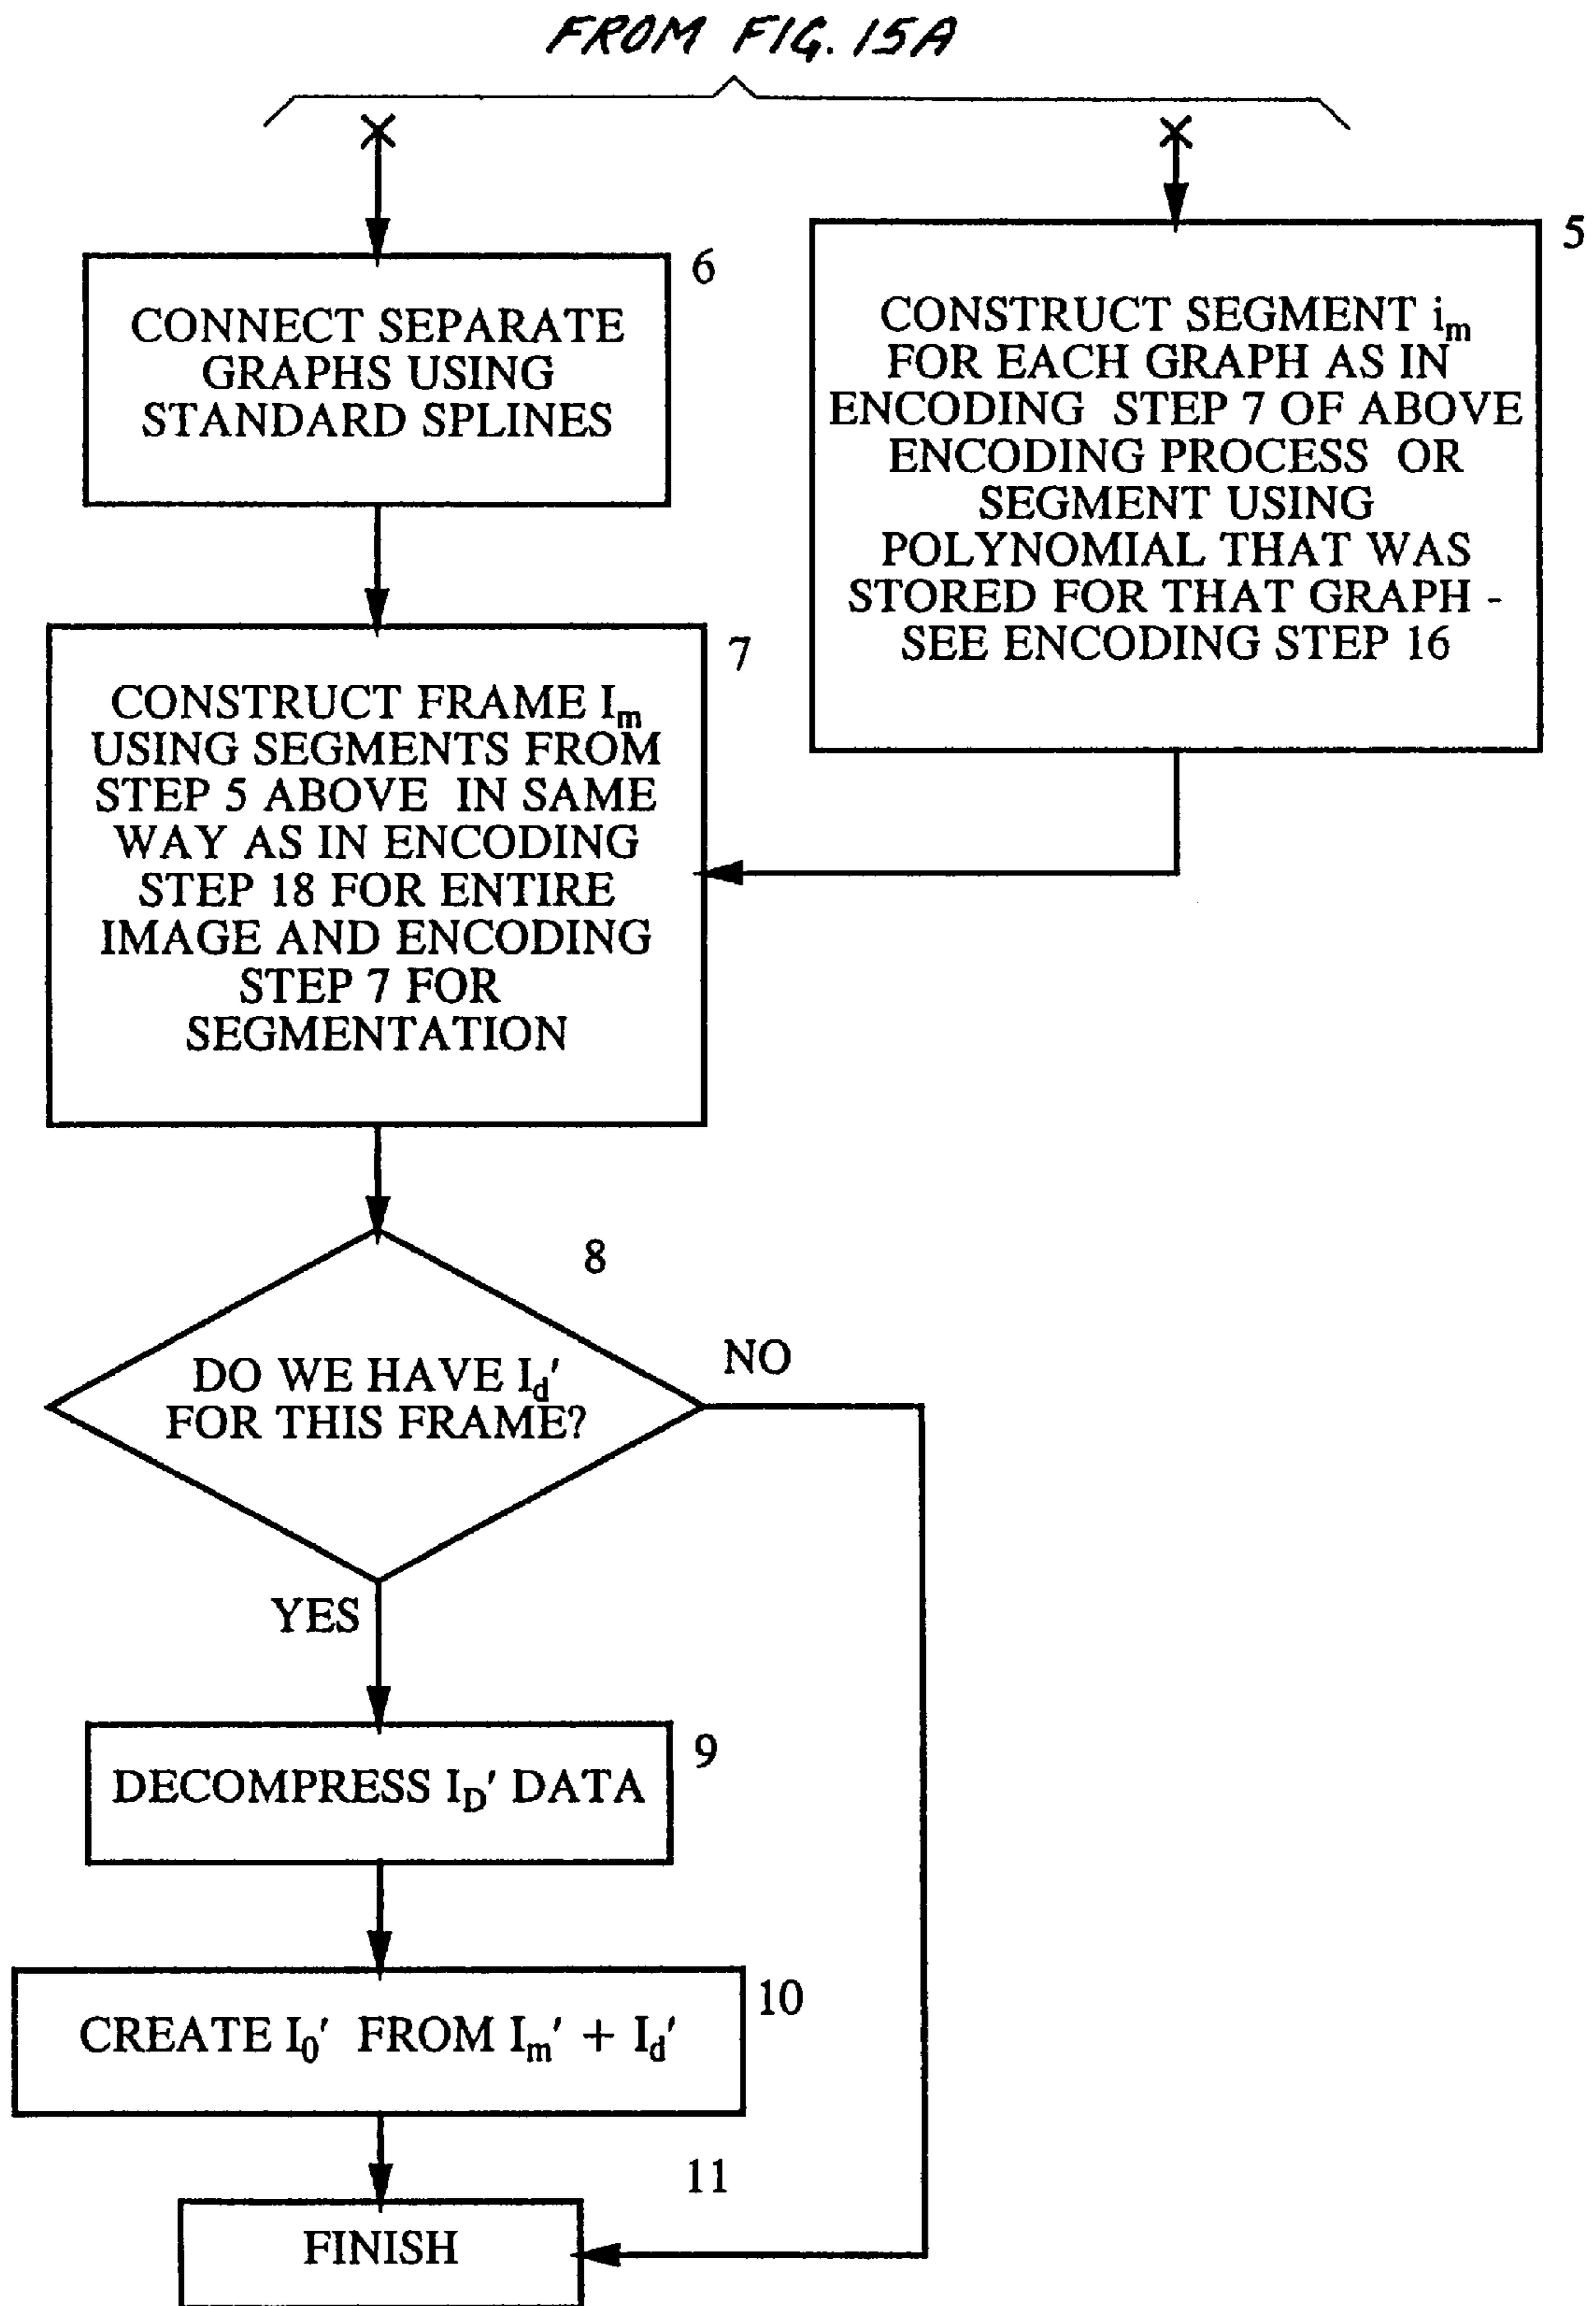 FROM FIG. 15A
6
CONNECT SEPARATE
GRAPHS USING
STANDARD SPLINES
5
CONSTRUCT SEGMENT iₘ
FOR EACH GRAPH AS IN
ENCODING STEP 7 OF ABOVE
ENCODING PROCESS OR
SEGMENT USING
POLYNOMIAL THAT WAS
STORED FOR THAT GRAPH -
SEE ENCODING STEP 16
7
CONSTRUCT FRAME Iₘ
USING SEGMENTS FROM
STEP 5 ABOVE IN SAME
WAY AS IN ENCODING
STEP 18 FOR ENTIRE
IMAGE AND ENCODING
STEP 7 FOR
SEGMENTATION
8
DO WE HAVE I_d'
FOR THIS FRAME?
NO
YES
9
DECOMPRESS I_D' DATA
10
CREATE I₀' FROM Iₘ' + I_d'
11
FINISH